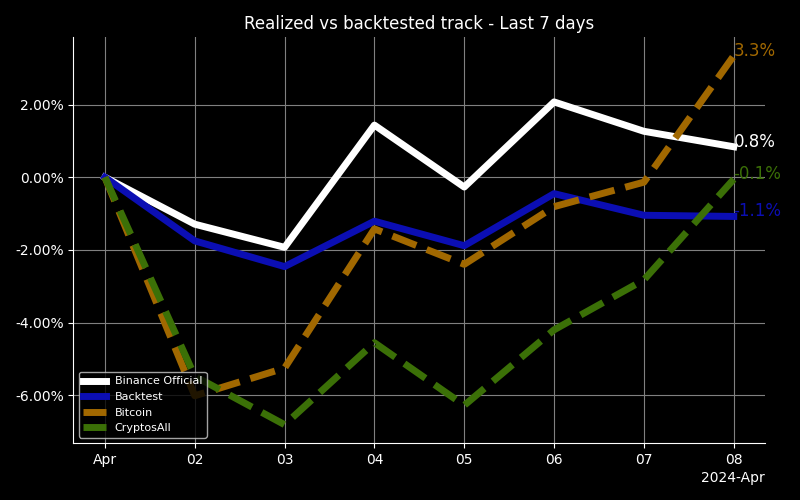 Realized vs backtested track - Last 7 days
3.3%
2.00%
0.8%
0.00%
-0.1%
-1.1%
-2.00%
-4.00%
-6.00%
Binance Official
Backtest
Bitcoin
CryptosAll
Apr 02 03 04 05 06 07 08
2024-Apr